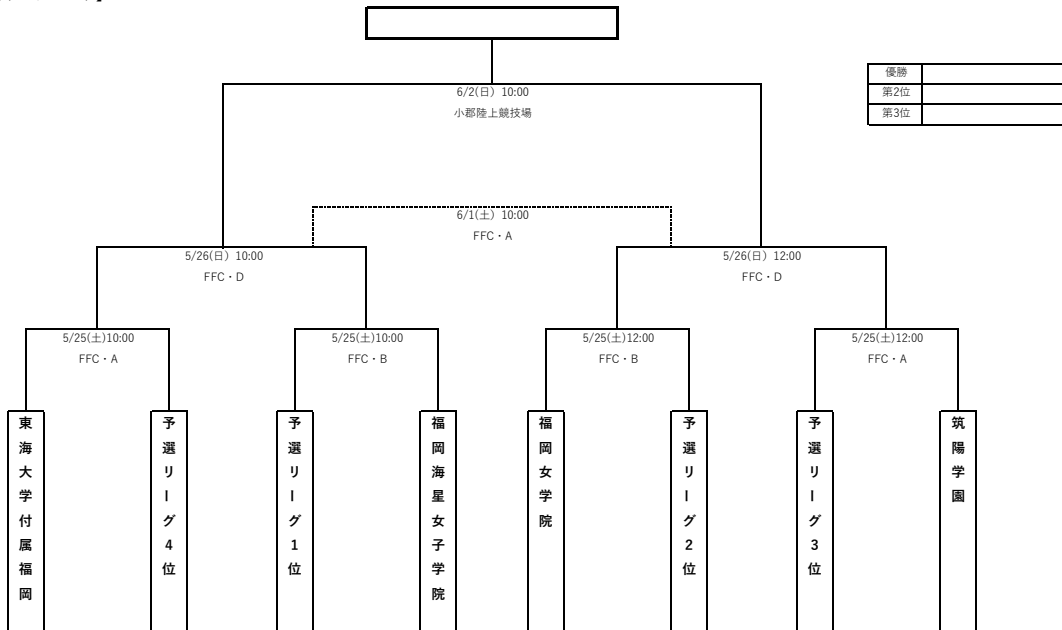 6/2(日) 10:00
小郡陸上競技場
優勝
第2位
第3位
6/1(土) 10:00
FFC・A
5/26(日) 10:00
FFC・D
5/26(日) 12:00
FFC・D
5/25(土)10:00
FFC・A
5/25(土)10:00
FFC・B
5/25(土)12:00
FFC・B
5/25(土)12:00
FFC・A
東海大学付属福岡
予選リーグ4位
予選リーグ1位
福岡海星女子学院
福岡女学院
予選リーグ2位
予選リーグ3位
筑陽学園